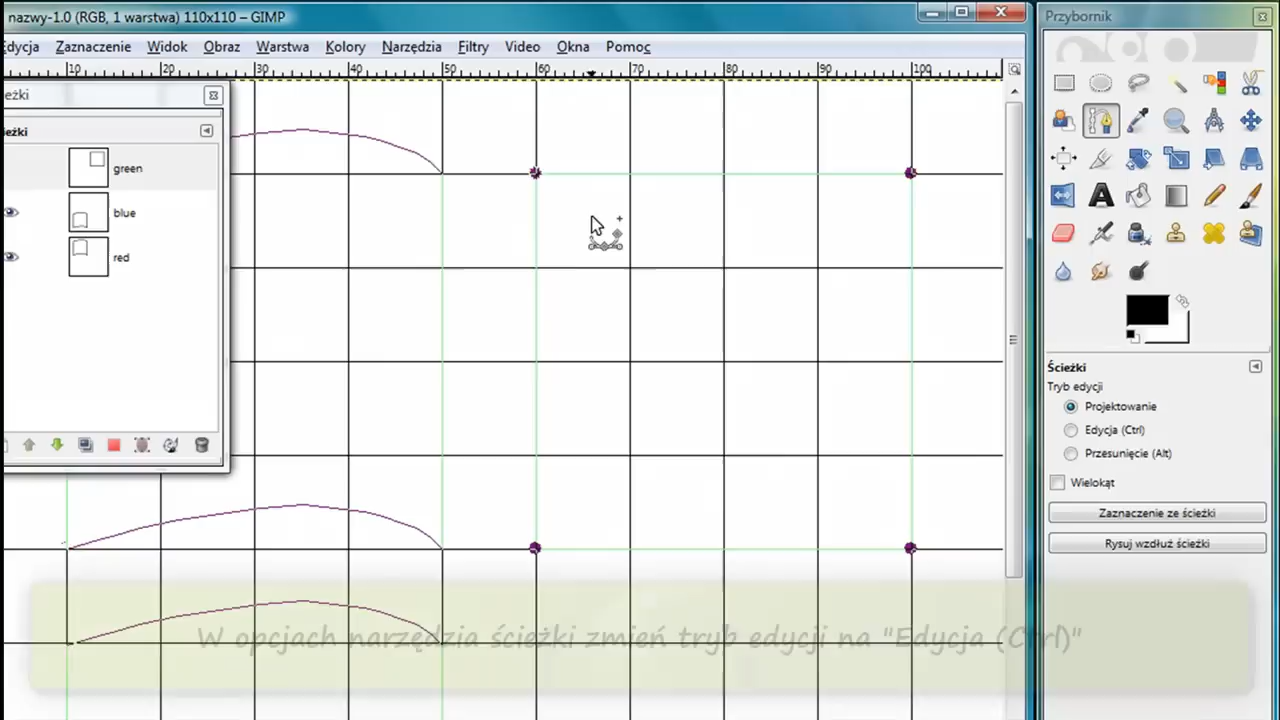 nazwy-1.0 (RGB, 1 warstwa) 110x110 – GIMP
Edycja Zaznaczenie Widok Obraz Warstwa Kolory Narzędzia Filtry Video Okna Pomoc
10 20 30 40 50 60 70 80 90 100
eżki
ieżki
green
blue
red
Przybornik
Ścieżki
Tryb edycji
Projektowanie
Edycja (Ctrl)
Przesunięcie (Alt)
Wielokąt
Zaznaczenie ze ścieżki
Rysuj wzdłuż ścieżki
W opcjach narzędzia ścieżki zmień tryb edycji na "Edycja (Ctrl)"